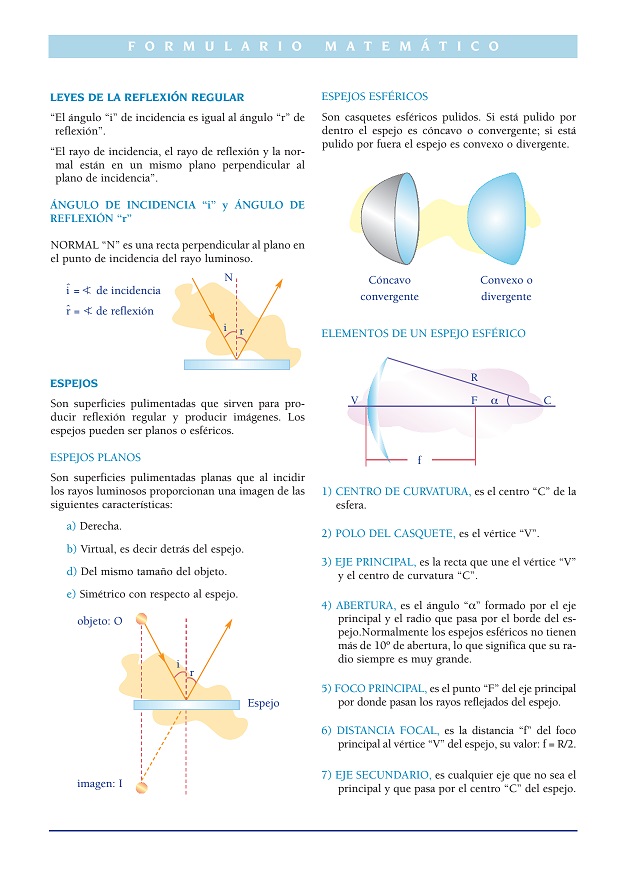 FORMULARIO MATEMÁTICO
LEYES DE LA REFLEXIÓN REGULAR
“El ángulo “i” de incidencia es igual al ángulo “r” de
reflexión”.
“El rayo de incidencia, el rayo de reflexión y la nor-
mal están en un mismo plano perpendicular al
plano de incidencia”.
ÁNGULO DE INCIDENCIA “i” y ÁNGULO DE
REFLEXIÓN “r”
NORMAL “N” es una recta perpendicular al plano en
el punto de incidencia del rayo luminoso.
î = ∢ de incidencia
r̂ = ∢ de reflexión
N
i
r
ESPEJOS
Son superficies pulimentadas que sirven para pro-
ducir reflexión regular y producir imágenes. Los
espejos pueden ser planos o esféricos.
ESPEJOS PLANOS
Son superficies pulimentadas planas que al incidir
los rayos luminosos proporcionan una imagen de las
siguientes características:
a) Derecha.
b) Virtual, es decir detrás del espejo.
d) Del mismo tamaño del objeto.
e) Simétrico con respecto al espejo.
objeto: O
i
r
Espejo
imagen: I
ESPEJOS ESFÉRICOS
Son casquetes esféricos pulidos. Si está pulido por
dentro el espejo es cóncavo o convergente; si está
pulido por fuera el espejo es convexo o divergente.
Cóncavo
convergente
Convexo o
divergente
ELEMENTOS DE UN ESPEJO ESFÉRICO
R
V
F
α
C
f
1) CENTRO DE CURVATURA, es el centro “C” de la
esfera.
2) POLO DEL CASQUETE, es el vértice “V”.
3) EJE PRINCIPAL, es la recta que une el vértice “V”
y el centro de curvatura “C”.
4) ABERTURA, es el ángulo “α” formado por el eje
principal y el radio que pasa por el borde del es-
pejo.Normalmente los espejos esféricos no tienen
más de 10º de abertura, lo que significa que su ra-
dio siempre es muy grande.
5) FOCO PRINCIPAL, es el punto “F” del eje principal
por donde pasan los rayos reflejados del espejo.
6) DISTANCIA FOCAL, es la distancia “f” del foco
principal al vértice “V” del espejo, su valor: f = R/2.
7) EJE SECUNDARIO, es cualquier eje que no sea el
principal y que pasa por el centro “C” del espejo.